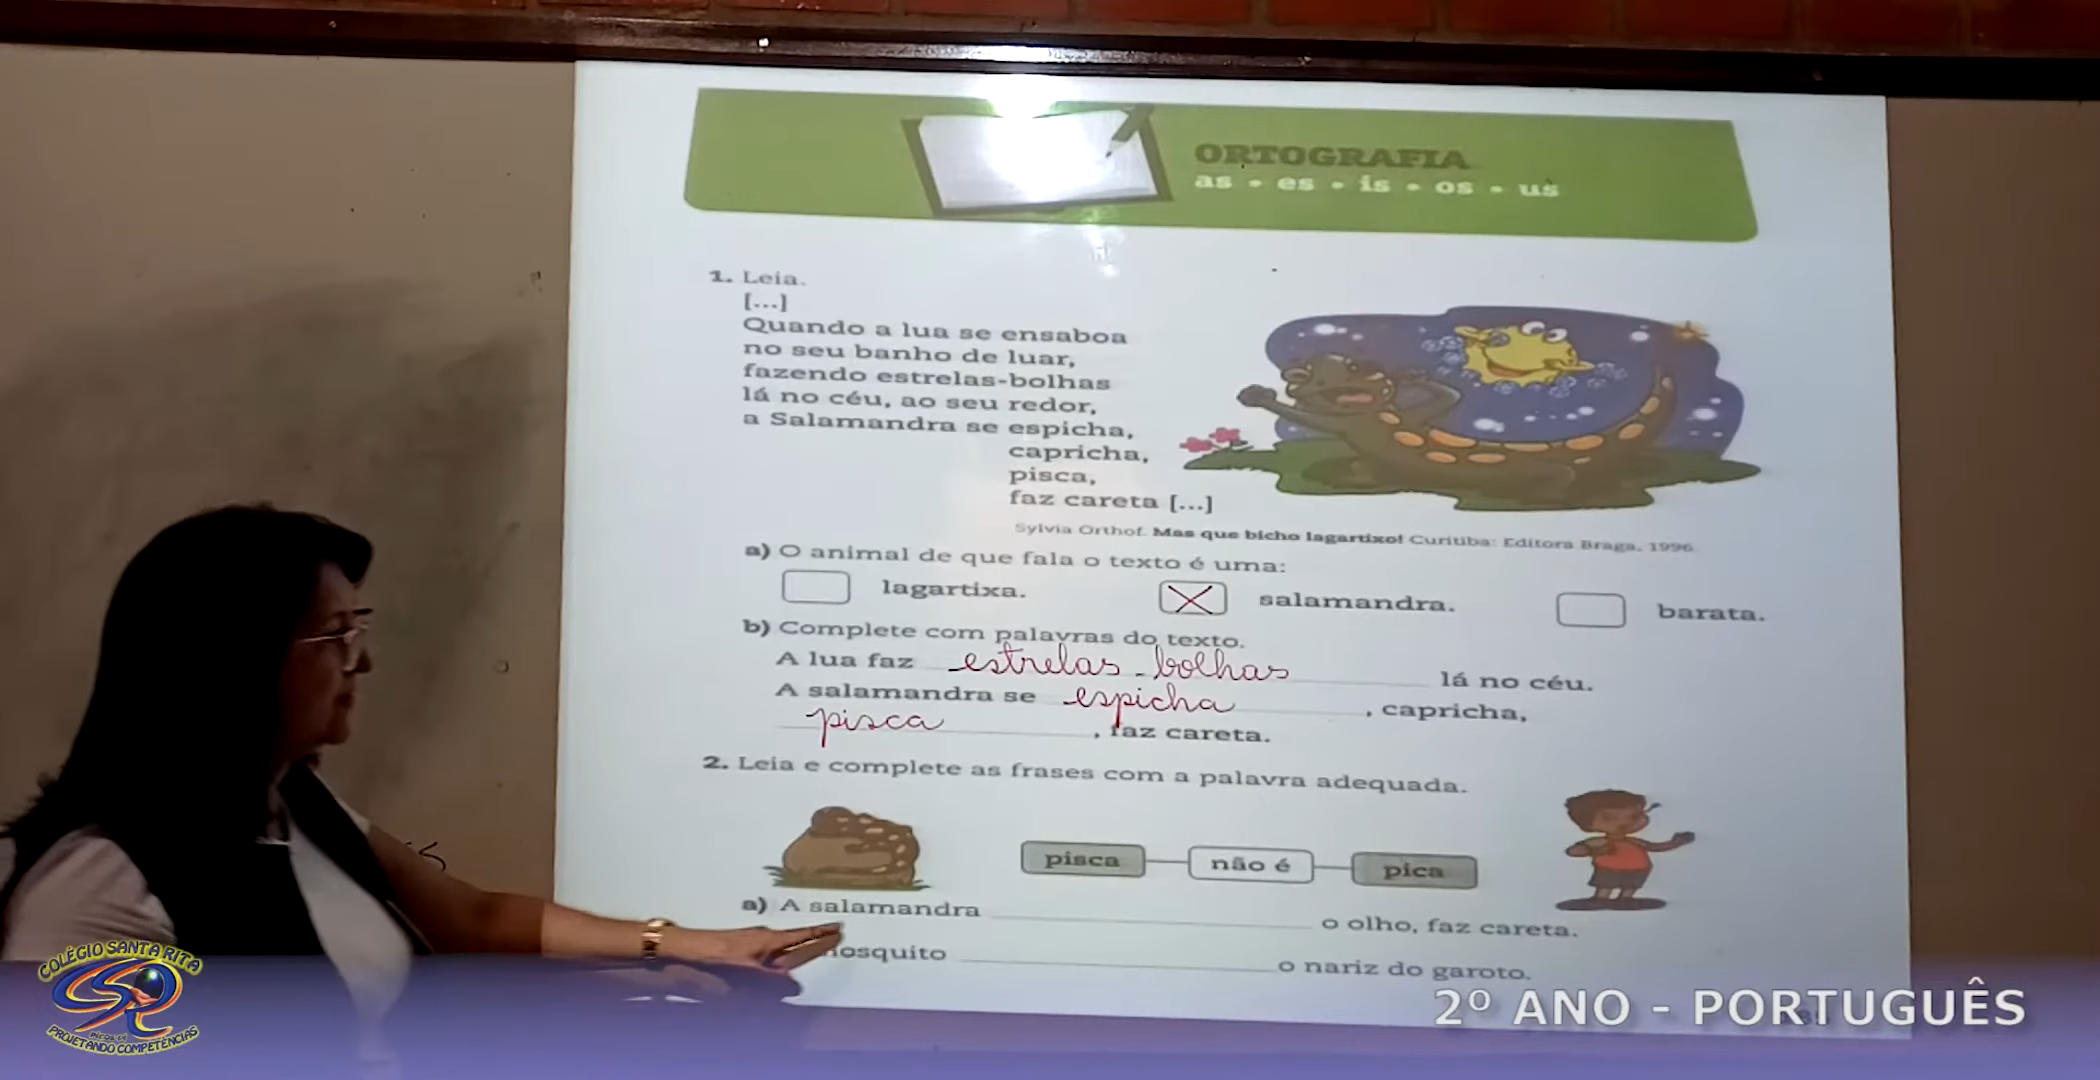 ORTOGRAFIA
as • es • is • os • us
1. Leia.
[...]
Quando a lua se ensaboa
no seu banho de luar,
fazendo estrelas-bolhas
lá no céu, ao seu redor,
a Salamandra se espicha,
capricha,
pisca,
faz careta [...]
Sylvia Orthof. Mas que bicho lagartixo! Curitiba: Editora Braga, 1996
a) O animal de que fala o texto é uma:
lagartixa. salamandra. barata.
b) Complete com palavras do texto.
A lua faz estrelas-bolhas lá no céu.
A salamandra se espicha, capricha,
pisca, faz careta.
2. Leia e complete as frases com a palavra adequada.
pisca não é pica
a) A salamandra o olho, faz careta.
mosquito o nariz do garoto.
COLÉGIO SANTA RITA
PROJETANDO COMPETÊNCIAS
2º ANO - PORTUGUÊS